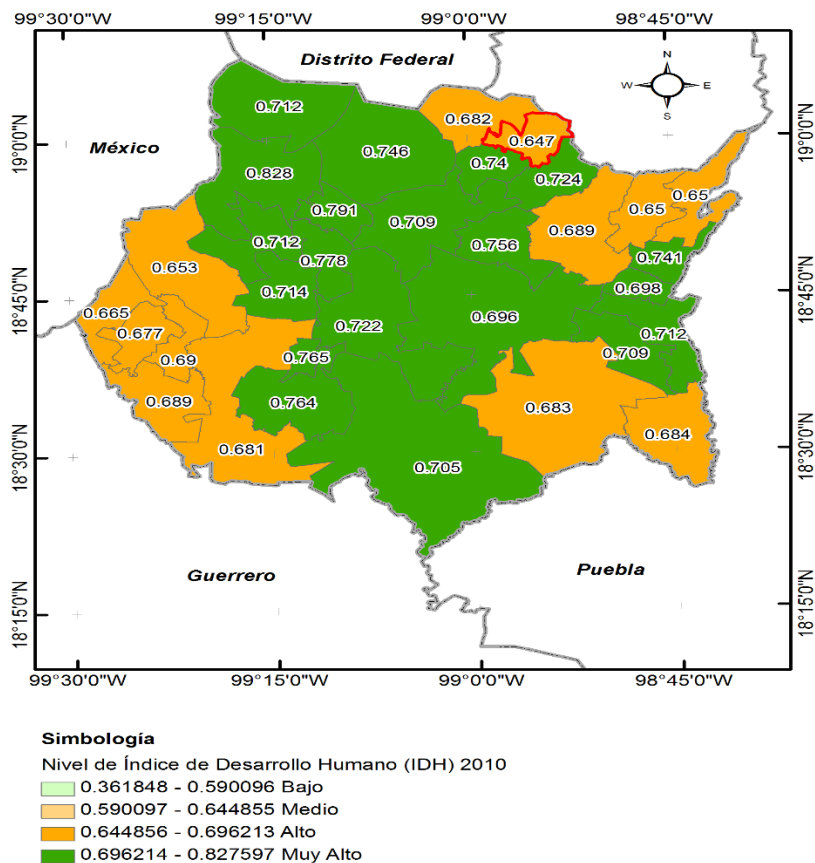 99°30'0"W 99°15'0"W 99°0'0"W 98°45'0"W
Distrito Federal
N
W E
S
19°0'0"N
19°0'0"N
México
0.712
0.682
0.647
0.746
0.74
0.724
0.828
0.791
0.65
0.65
0.709
0.689
0.712
0.756
0.778
0.741
0.653
0.698
0.714
18°45'0"N
18°45'0"N
0.665
0.696
0.722
0.677
0.712
0.765
0.709
0.69
0.689
0.764
0.683
0.684
0.681
18°30'0"N
18°30'0"N
0.705
Guerrero
Puebla
18°15'0"N
18°15'0"N
99°30'0"W 99°15'0"W 99°0'0"W 98°45'0"W
Simbología
Nivel de Índice de Desarrollo Humano (IDH) 2010
0.361848 - 0.590096 Bajo
0.590097 - 0.644855 Medio
0.644856 - 0.696213 Alto
0.696214 - 0.827597 Muy Alto